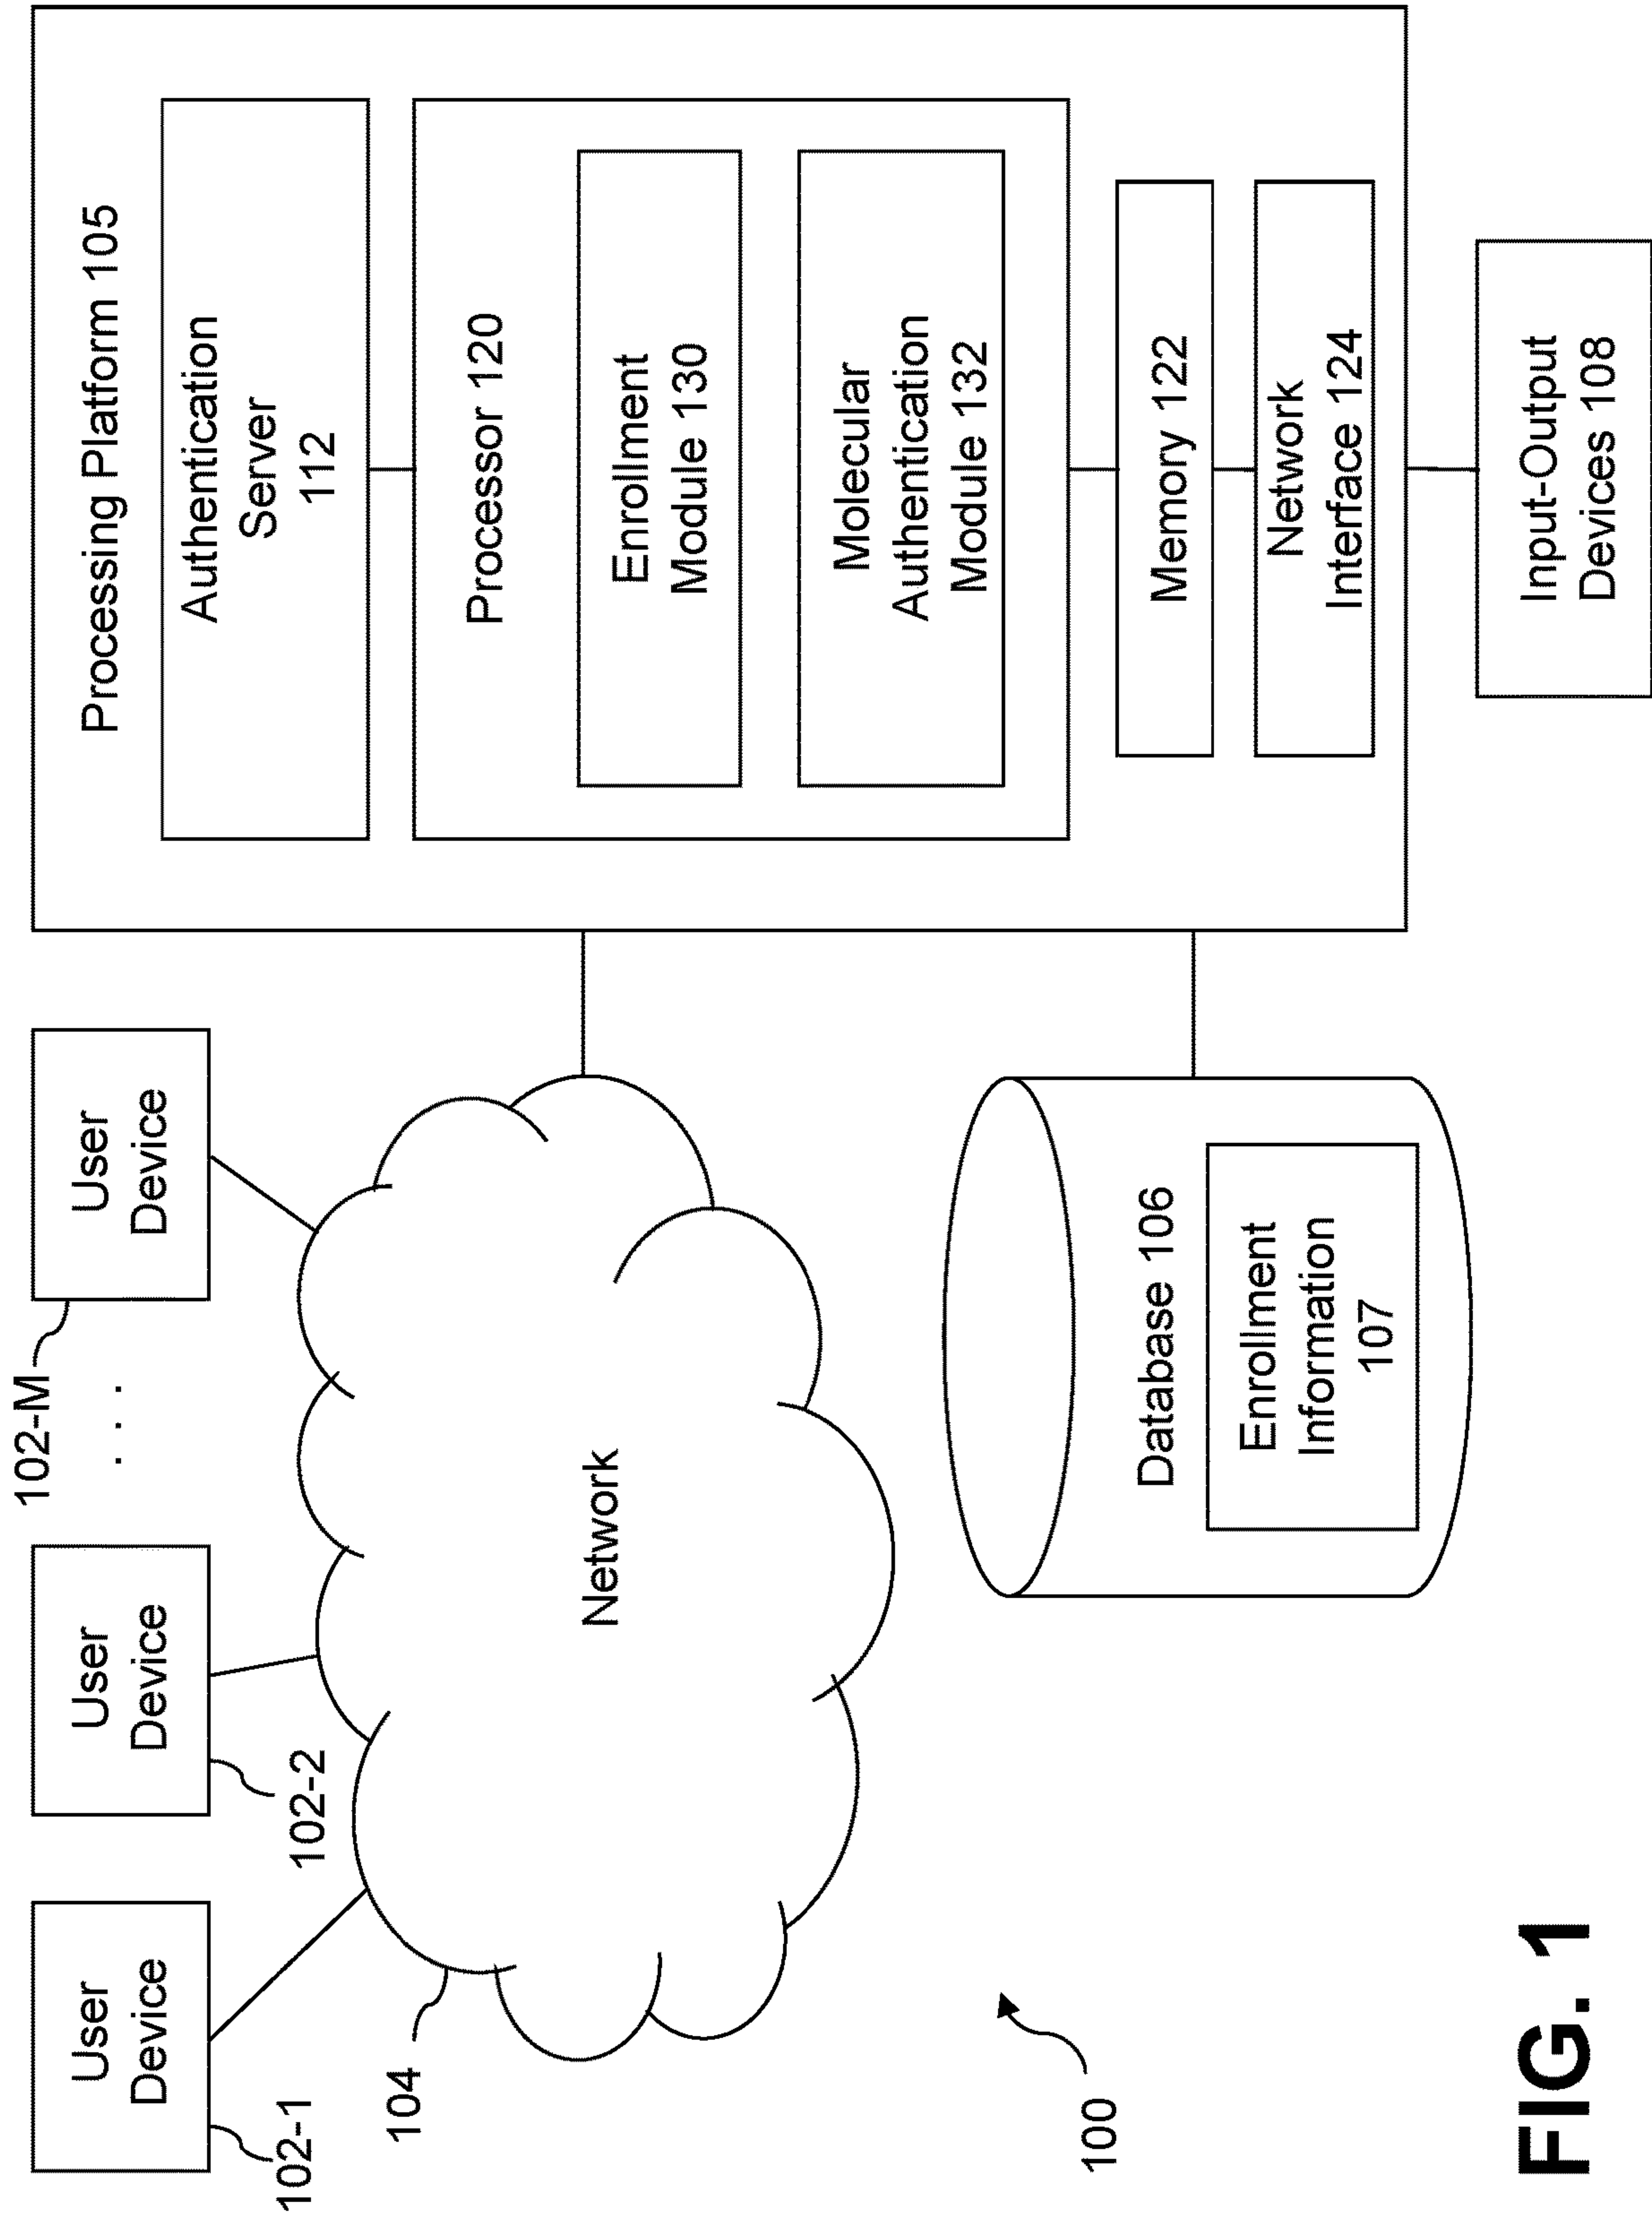 102-M
User
Device
User
Device
User
Device
. . .
102-1
102-2
104
Network
Processing Platform 105
Authentication
Server
112
Processor 120
Enrollment
Module 130
Molecular
Authentication
Module 132
Memory 122
Network
Interface 124
Database 106
Enrollment
Information
107
Input-Output
Devices 108
100
FIG. 1